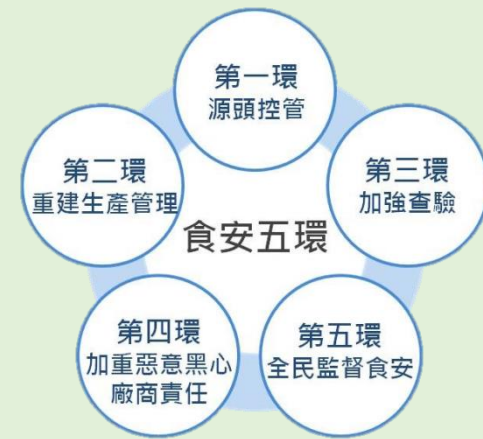 第一環
源頭控管
第二環
重建生產管理
第三環
加強查驗
食安五環
第四環
加重惡意黑心
廠商責任
第五環
全民監督食安